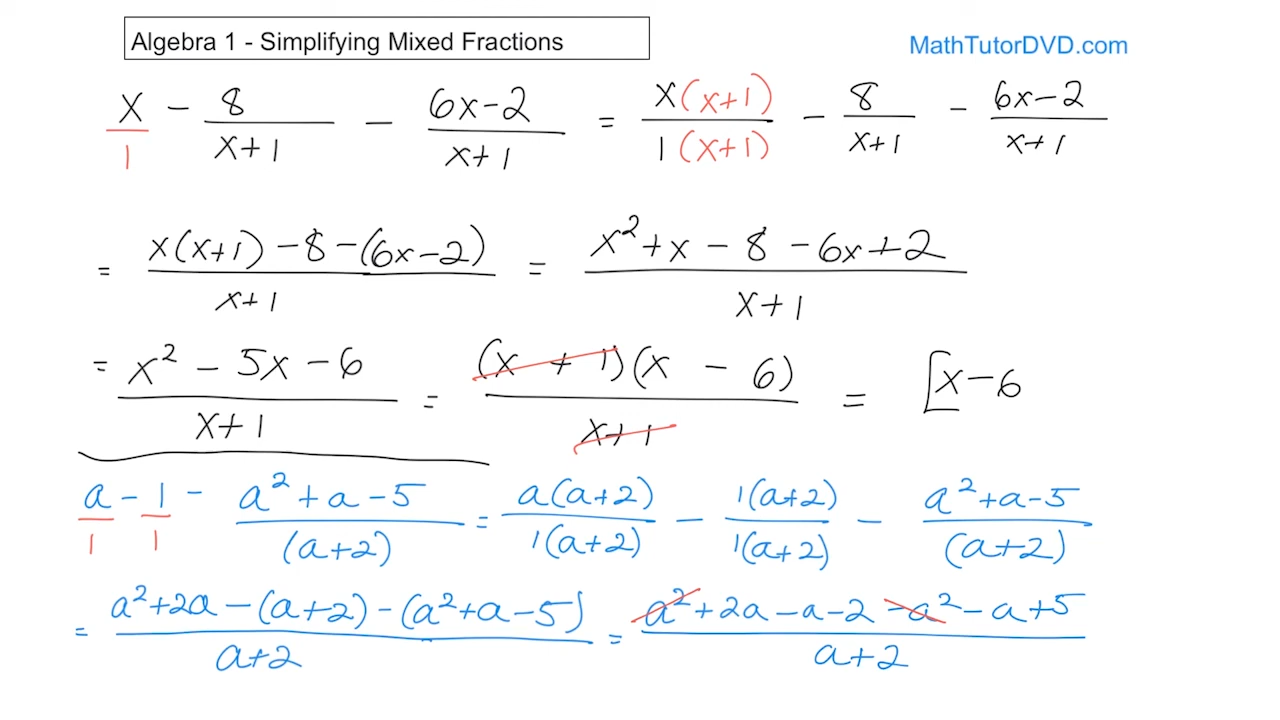 Algebra 1 - Simplifying Mixed Fractions
MathTutorDVD.com
x/1 - 8/(x+1) - (6x-2)/(x+1) = x(x+1)/1(x+1) - 8/(x+1) - (6x-2)/(x+1)
= (x(x+1)-8-(6x-2))/(x+1) = (x²+x-8-6x+2)/(x+1)
= (x²-5x-6)/(x+1) = (x+1)(x-6)/(x+1) = [x-6
a/1 - 1/1 - (a²+a-5)/(a+2) = a(a+2)/1(a+2) - 1(a+2)/1(a+2) - (a²+a-5)/(a+2)
= (a²+2a-(a+2)-(a²+a-5))/(a+2) = (a²+2a-a-2-a²-a+5)/(a+2)